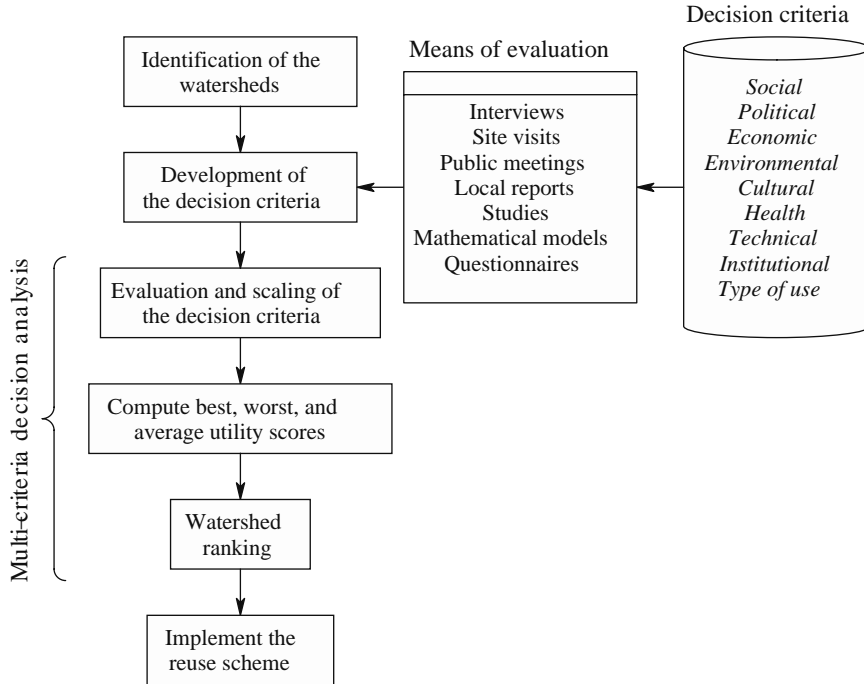 Decision criteria
Means of evaluation
Identification of the
watersheds
Development of
the decision criteria
Interviews
Site visits
Public meetings
Local reports
Studies
Mathematical models
Questionnaires
Social
Political
Economic
Environmental
Cultural
Health
Technical
Institutional
Type of use
Multi-criteria decision analysis
Evaluation and scaling of
the decision criteria
Compute best, worst, and
average utility scores
Watershed
ranking
Implement the
reuse scheme